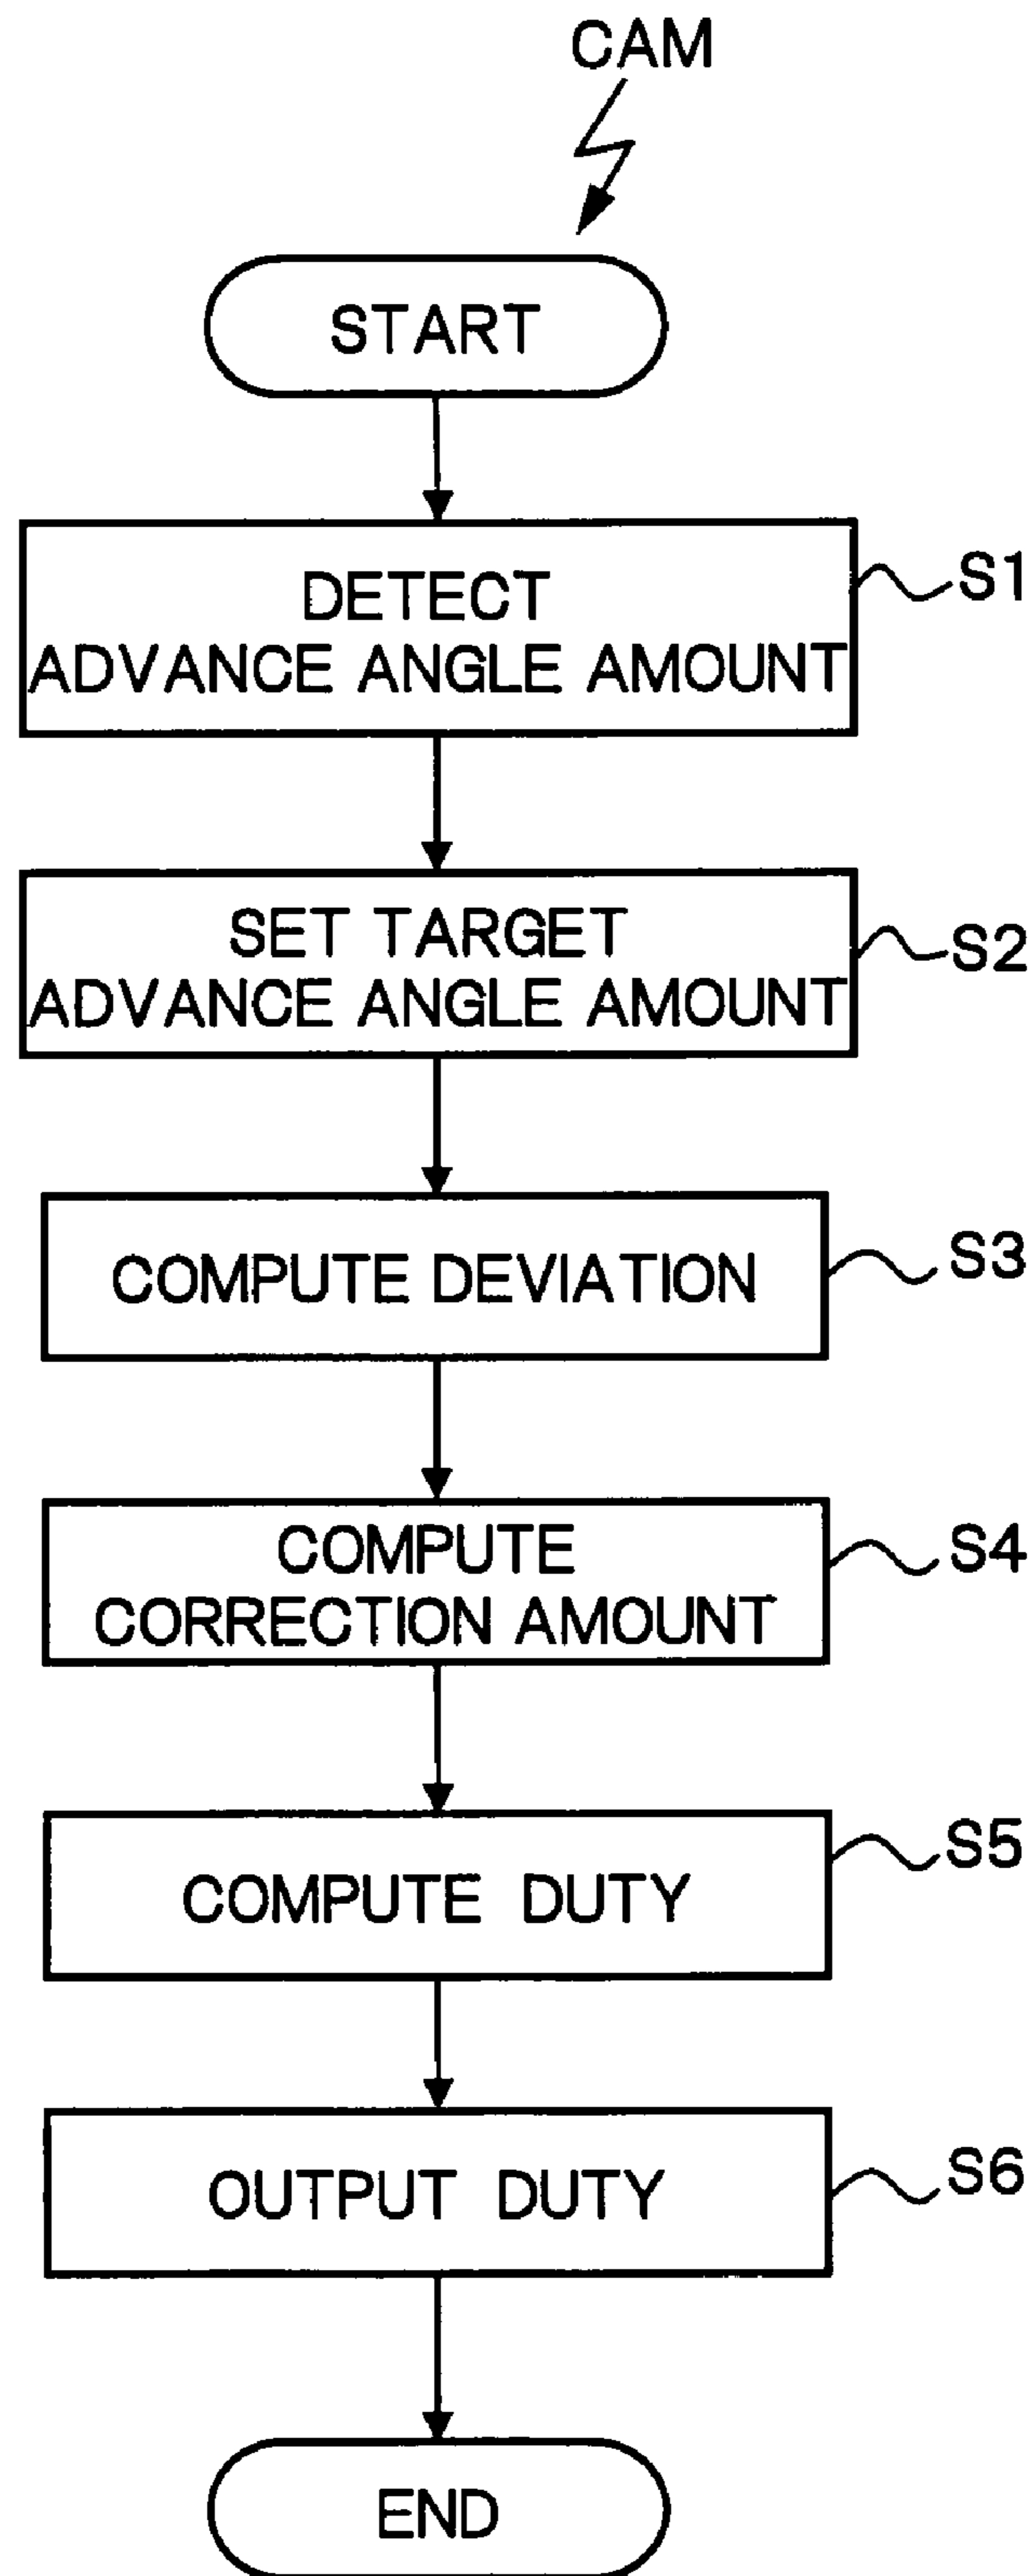 CAM
START
DETECT
ADVANCE ANGLE AMOUNT
S1
SET TARGET
ADVANCE ANGLE AMOUNT
S2
COMPUTE DEVIATION
S3
COMPUTE
CORRECTION AMOUNT
S4
COMPUTE DUTY
S5
OUTPUT DUTY
S6
END